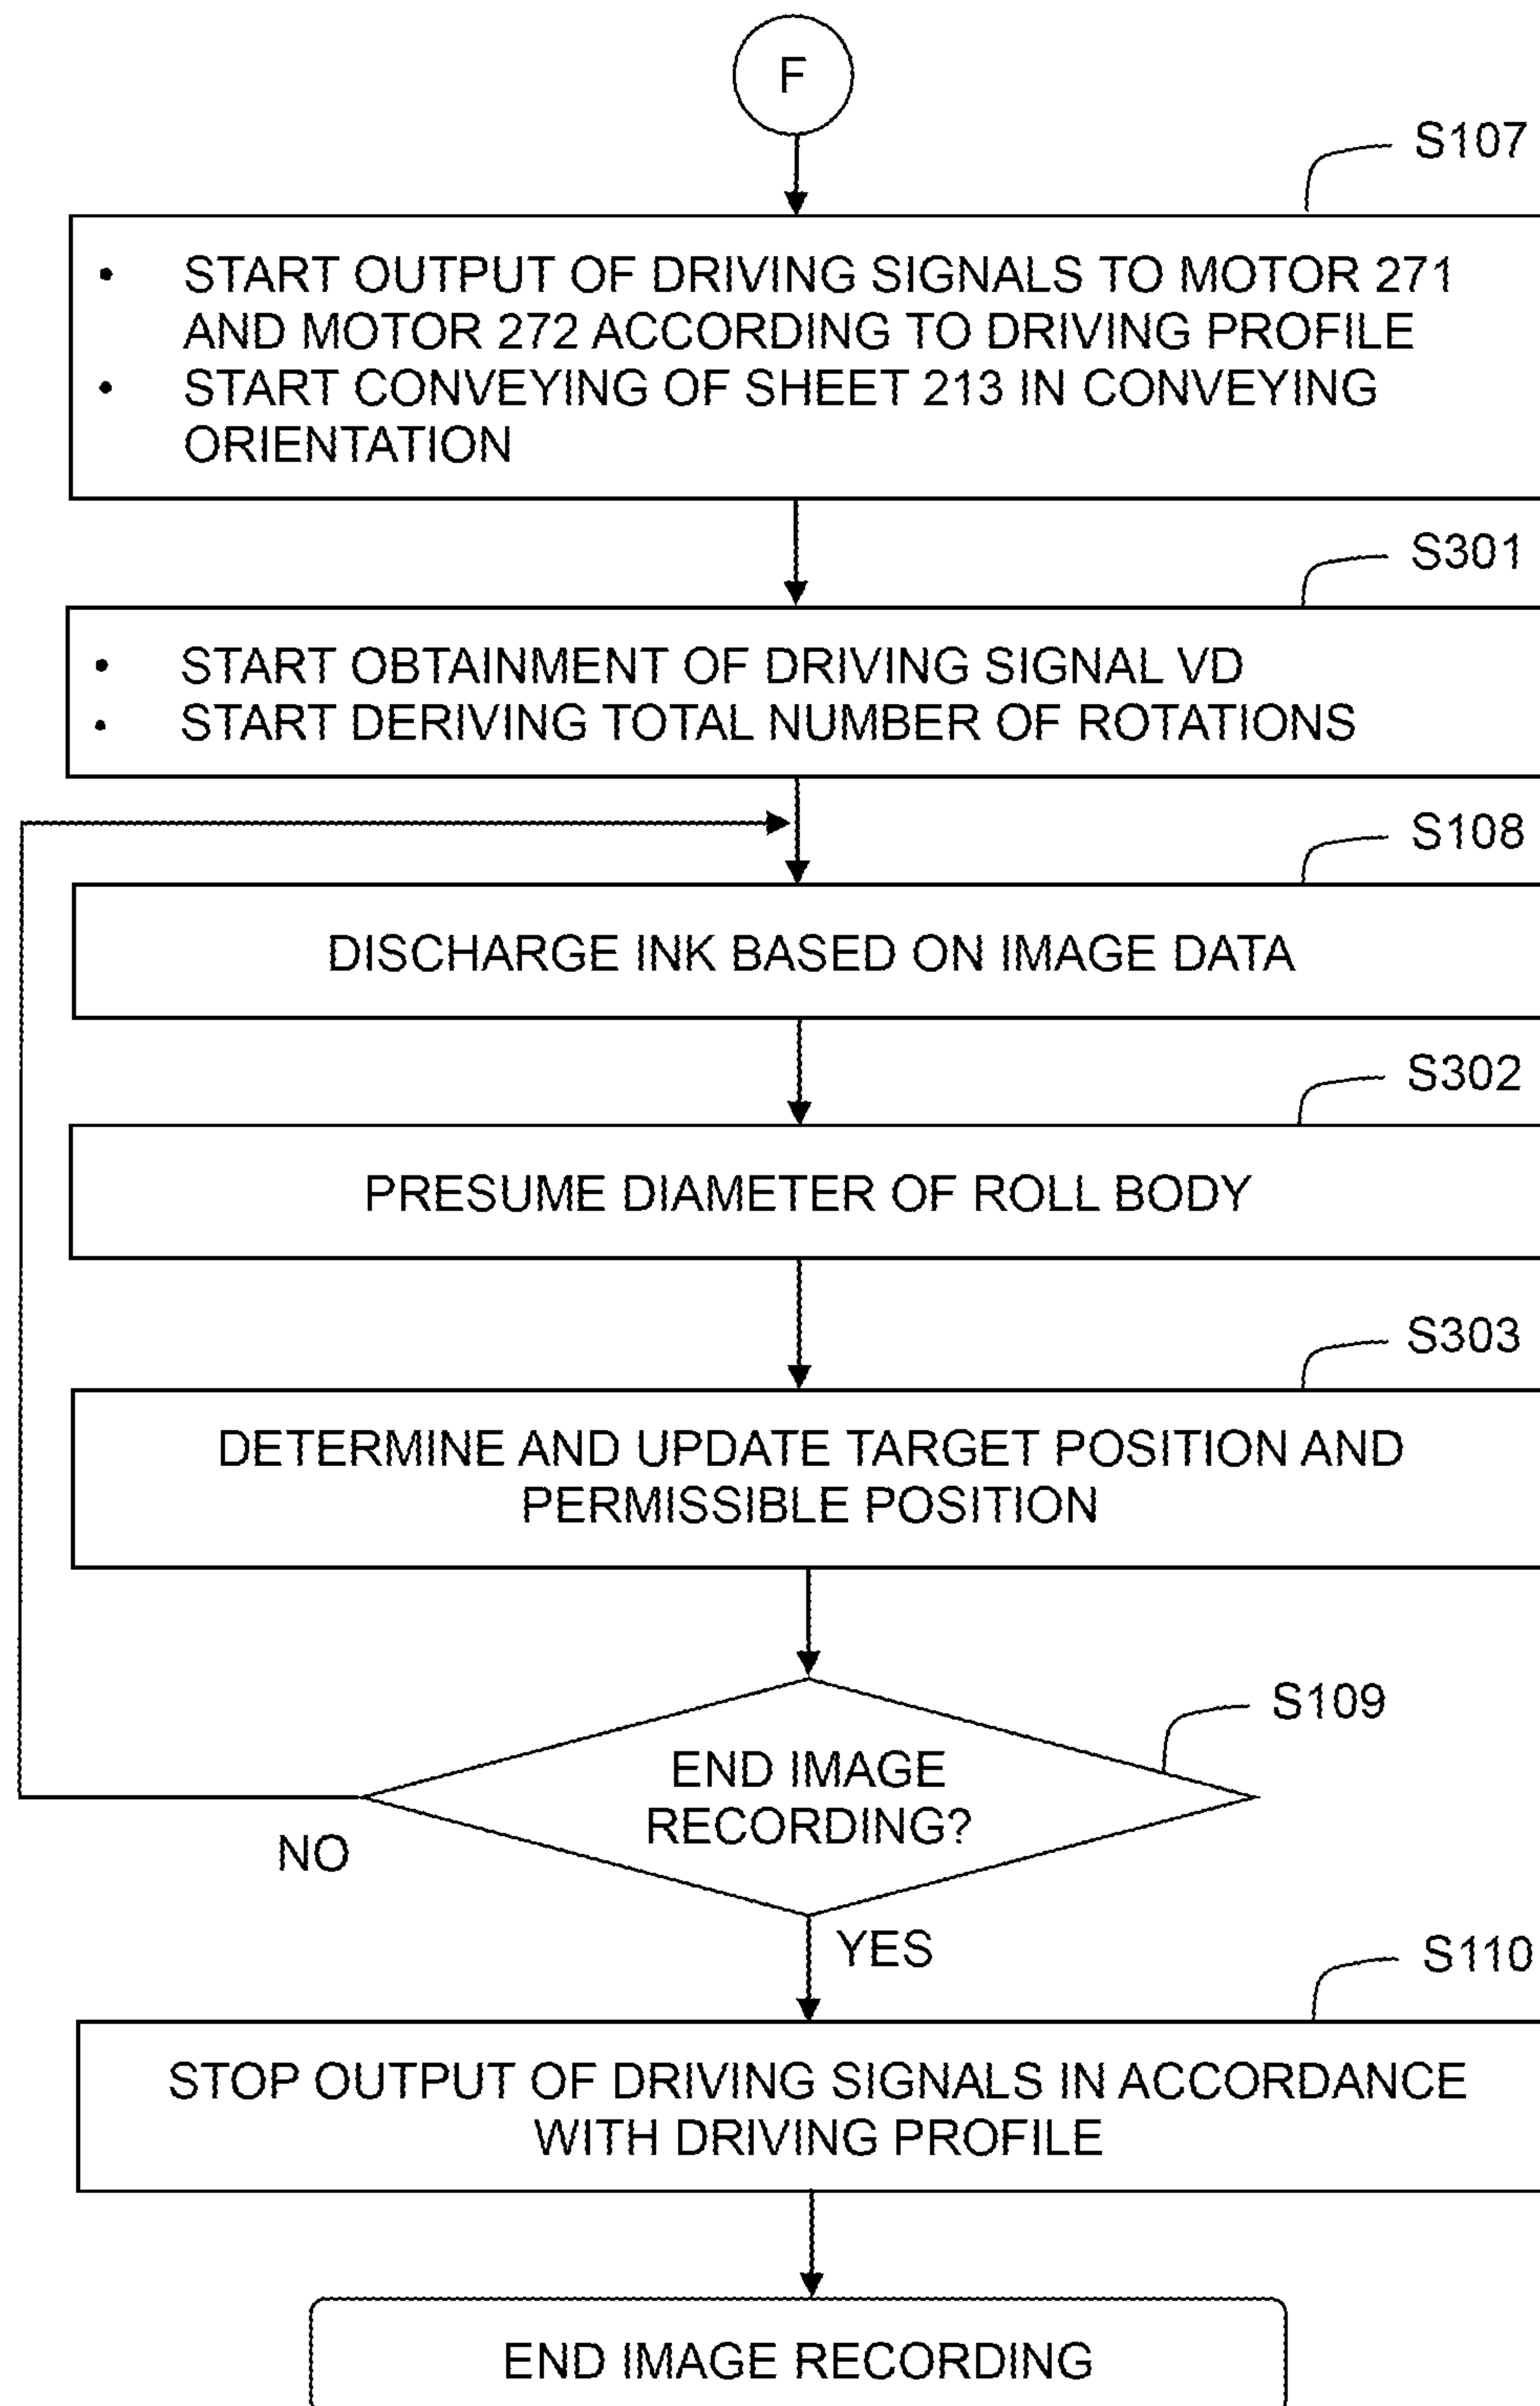 F
S107
• START OUTPUT OF DRIVING SIGNALS TO MOTOR 271
AND MOTOR 272 ACCORDING TO DRIVING PROFILE
• START CONVEYING OF SHEET 213 IN CONVEYING
ORIENTATION
S301
• START OBTAINMENT OF DRIVING SIGNAL VD
• START DERIVING TOTAL NUMBER OF ROTATIONS
S108
DISCHARGE INK BASED ON IMAGE DATA
S302
PRESUME DIAMETER OF ROLL BODY
S303
DETERMINE AND UPDATE TARGET POSITION AND
PERMISSIBLE POSITION
S109
END IMAGE
RECORDING?
NO
YES
S110
STOP OUTPUT OF DRIVING SIGNALS IN ACCORDANCE
WITH DRIVING PROFILE
END IMAGE RECORDING